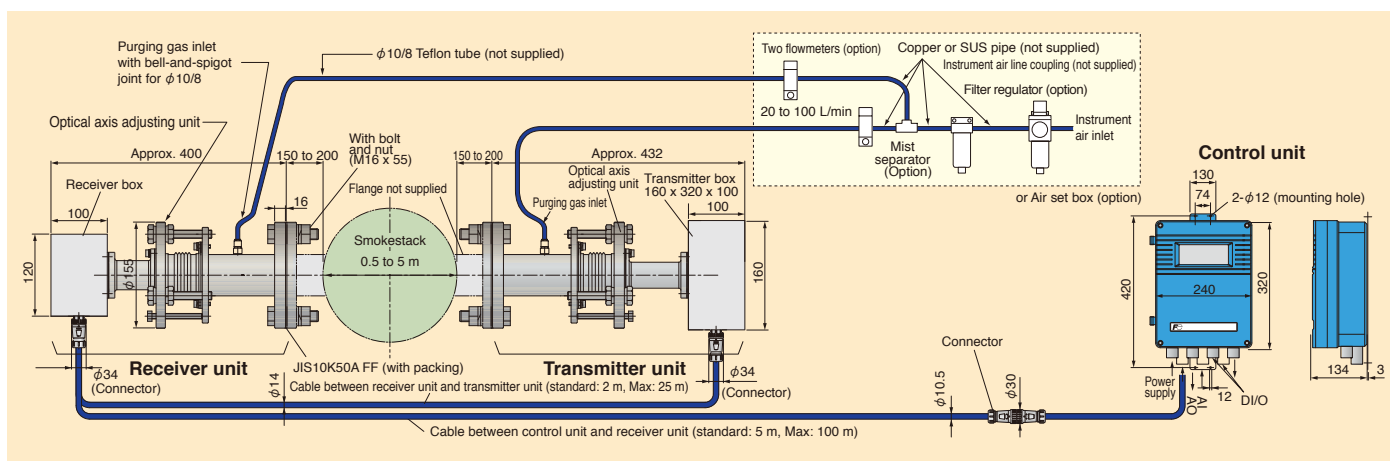 Purging gas inlet
with bell-and-spigot
joint for φ10/8
φ10/8 Teflon tube (not supplied)
Two flowmeters (option)
Copper or SUS pipe (not supplied)
Instrument air line coupling (not supplied)
Filter regulator (option)
20 to 100 L/min
Instrument
air inlet
Mist
separator
(Option)
or Air set box (option)
Optical axis adjusting unit
Approx. 400
150 to 200
With bolt
and nut
(M16 x 55)
150 to 200
Approx. 432
Receiver box
100
16
Flange not supplied
Optical axis
adjusting unit
Purging gas inlet
Transmitter box
160 x 320 x 100
100
120
φ155
Smokestack
0.5 to 5 m
160
Control unit
130
74
2-φ12 (mounting hole)
420
240
320
134
3
Power
supply
AO
AI
12
DI/O
Receiver unit
JIS10K50A FF (with packing)
Transmitter unit
φ34
(Connector)
φ14
Cable between receiver unit and transmitter unit (standard: 2 m, Max: 25 m)
φ34
(Connector)
Connector
φ10.5
φ30
Cable between control unit and receiver unit (standard: 5 m, Max: 100 m)